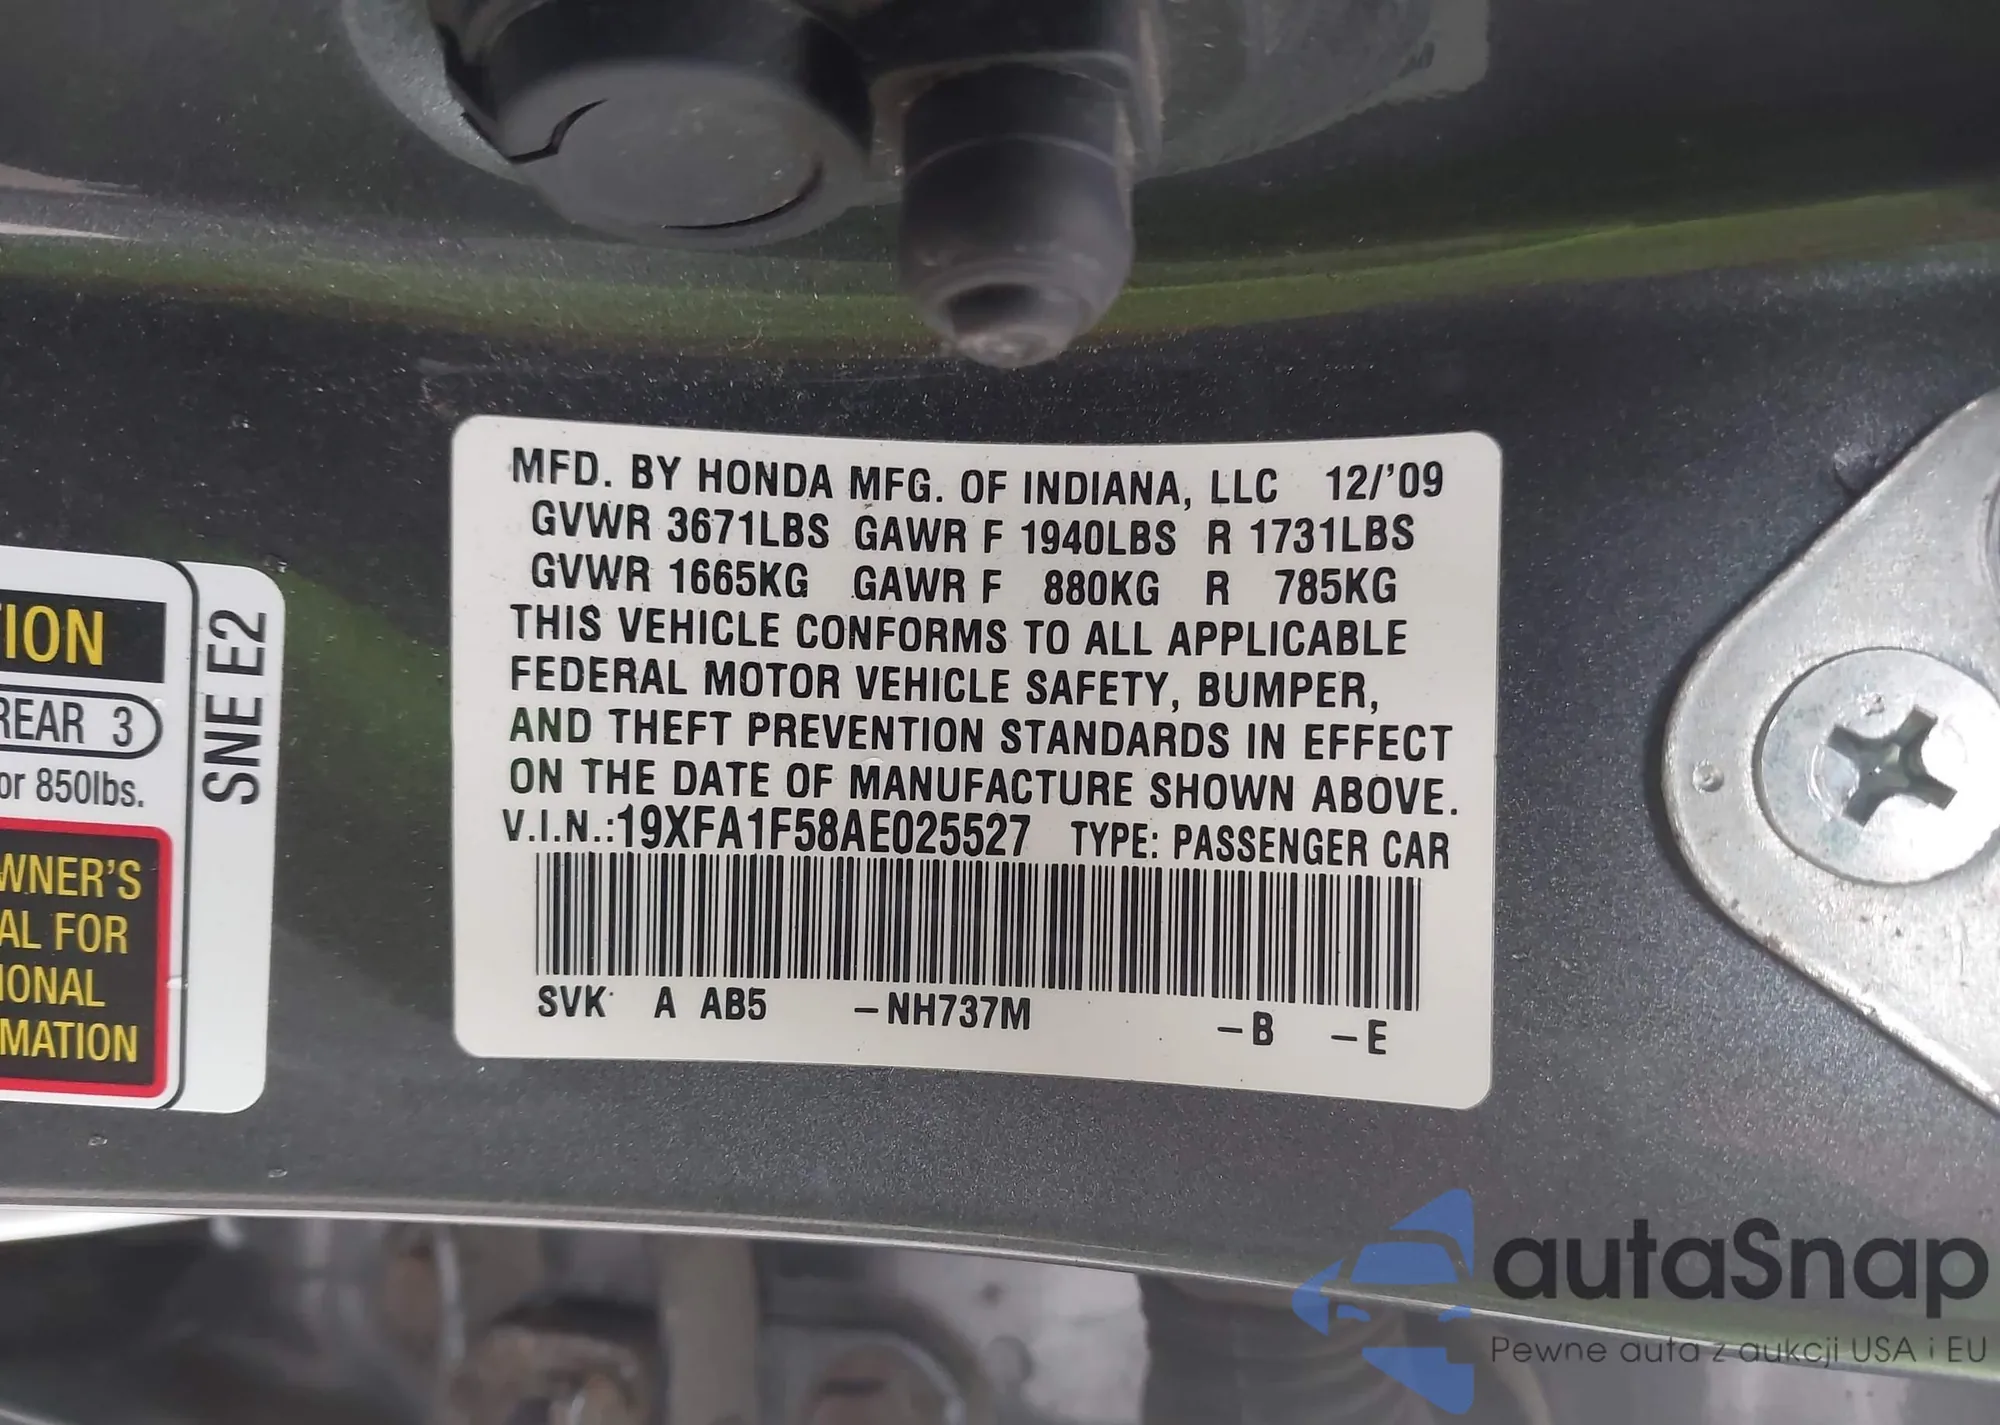 MFD. BY HONDA MFG. OF INDIANA, LLC 12/'09
GVWR 3671LBS GAWR F 1940LBS R 1731LBS
GVWR 1665KG GAWR F 880KG R 785KG
THIS VEHICLE CONFORMS TO ALL APPLICABLE
FEDERAL MOTOR VEHICLE SAFETY, BUMPER,
AND THEFT PREVENTION STANDARDS IN EFFECT
ON THE DATE OF MANUFACTURE SHOWN ABOVE.
V.I.N.:19XFA1F58AE025527 TYPE: PASSENGER CAR
SVK A AB5 -NH737M -B -E
ION
REAR 3
or 850lbs.
WNER'S
AL FOR
IONAL
MATION
SNE E2
autaSnap
Pewne auta z aukcji USA i EU